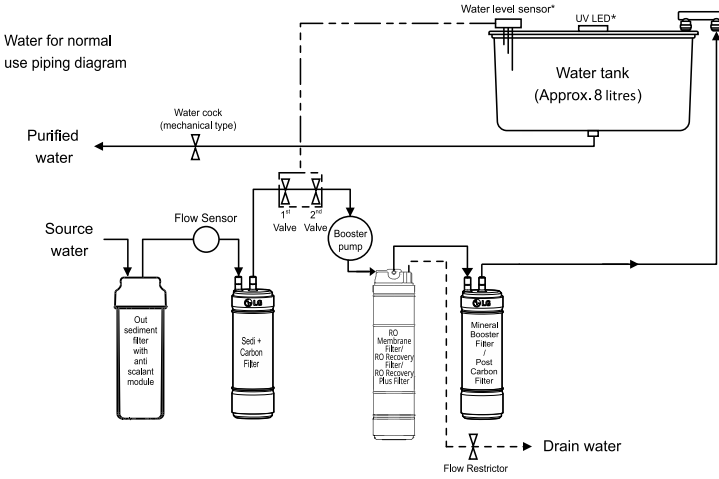 Water level sensor*
UV LED*
Water for normal
use piping diagram
Water tank
(Approx. 8 litres)
Water cock
(mechanical type)
Purified
water
1st
Valve
2nd
Valve
Booster
pump
Flow Sensor
Source
water
Out
sediment
filter
with
anti
scalant
module
LG
Sedi +
Carbon
Filter
RO
Membrane
Filter/
RO Recovery
Filter/
RO Recovery
Plus Filter
LG
Mineral
Booster
Filter
/
Post
Carbon
Filter
Drain water
Flow Restrictor